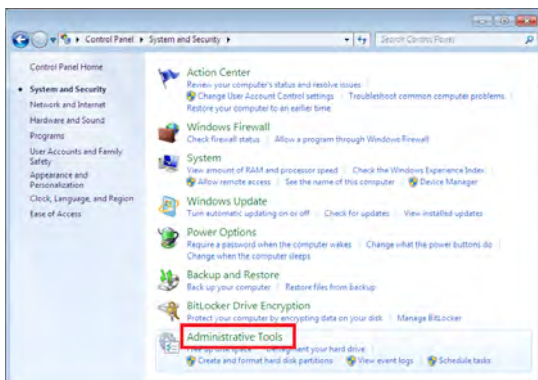 Control Panel ▸ System and Security ▸
Search Control Panel
Control Panel Home
System and Security
Network and Internet
Hardware and Sound
Programs
User Accounts and Family
Safety
Appearance and
Personalization
Clock, Language, and Region
Ease of Access
Action Center
Review your computer's status and resolve issues
Change User Account Control settings
Troubleshoot common computer problems
Restore your computer to an earlier time
Windows Firewall
Check firewall status
Allow a program through Windows Firewall
System
View amount of RAM and processor speed
Check the Windows Experience Index
Allow remote access
See the name of this computer
Device Manager
Windows Update
Turn automatic updating on or off
Check for updates
View installed updates
Power Options
Require a password when the computer wakes
Change what the power buttons do
Change when the computer sleeps
Backup and Restore
Back up your computer
Restore files from backup
BitLocker Drive Encryption
Protect your computer by encrypting data on your disk
Manage BitLocker
Administrative Tools
your hard drive
Create and format hard disk partitions
View event logs
Schedule tasks